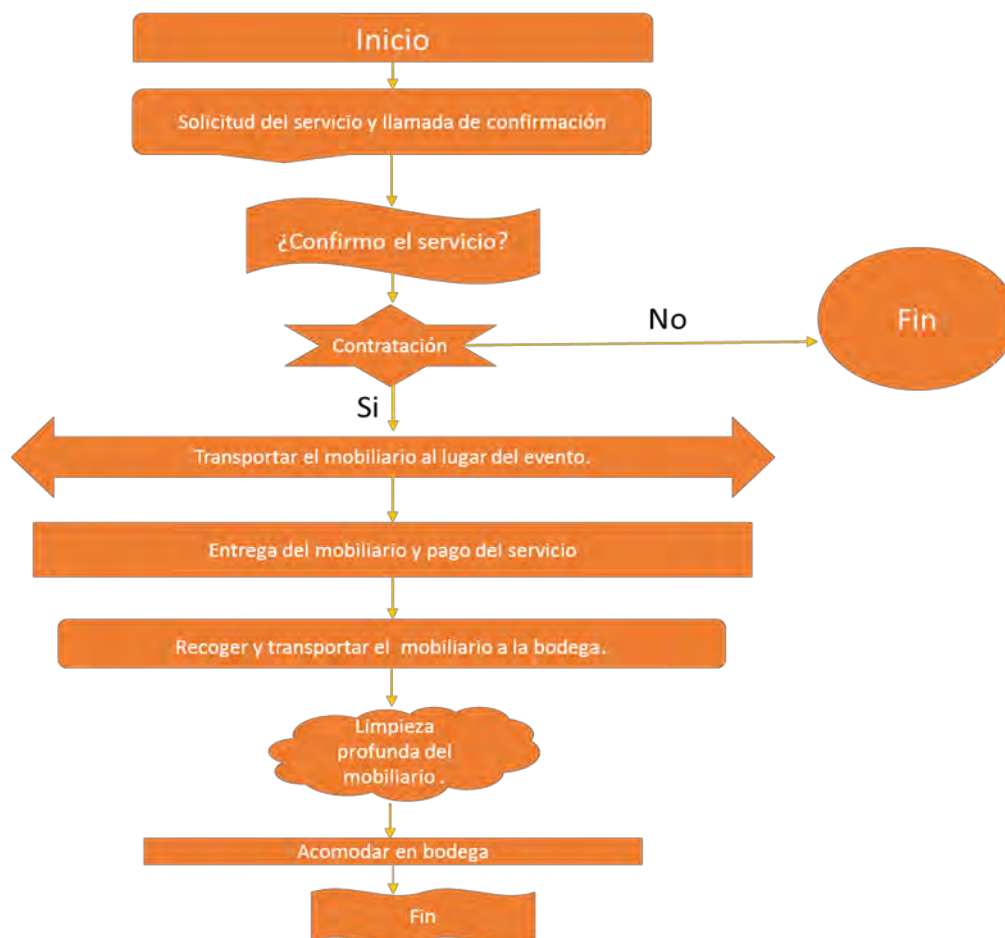 Inicio
Solicitud del servicio y llamada de confirmación
¿Confirmo el servicio?
Contratación
No
Fin
Si
Transportar el mobiliario al lugar del evento.
Entrega del mobiliario y pago del servicio
Recoger y transportar el mobiliario a la bodega.
Limpieza
profunda del
mobiliario .
Acomodar en bodega
Fin